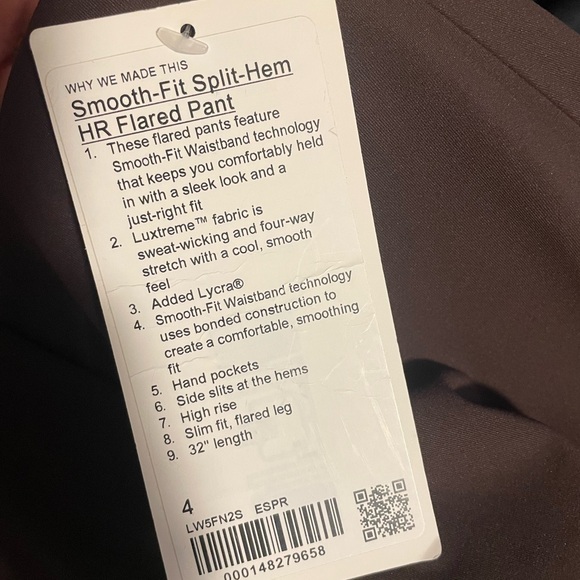 WHY WE MADE THIS
Smooth-Fit Split-Hem
HR Flared Pant
1. These flared pants feature
Smooth-Fit Waistband technology
that keeps you comfortably held
in with a sleek look and a
just-right fit
2. Luxtreme™ fabric is
sweat-wicking and four-way
stretch with a cool, smooth
feel
3. Added Lycra®
4. Smooth-Fit Waistband technology
uses bonded construction to
create a comfortable, smoothing
fit
5. Hand pockets
6. Side slits at the hems
7. High rise
8. Slim fit, flared leg
9. 32" length
4
LW5FN2S ESPR
000148279658